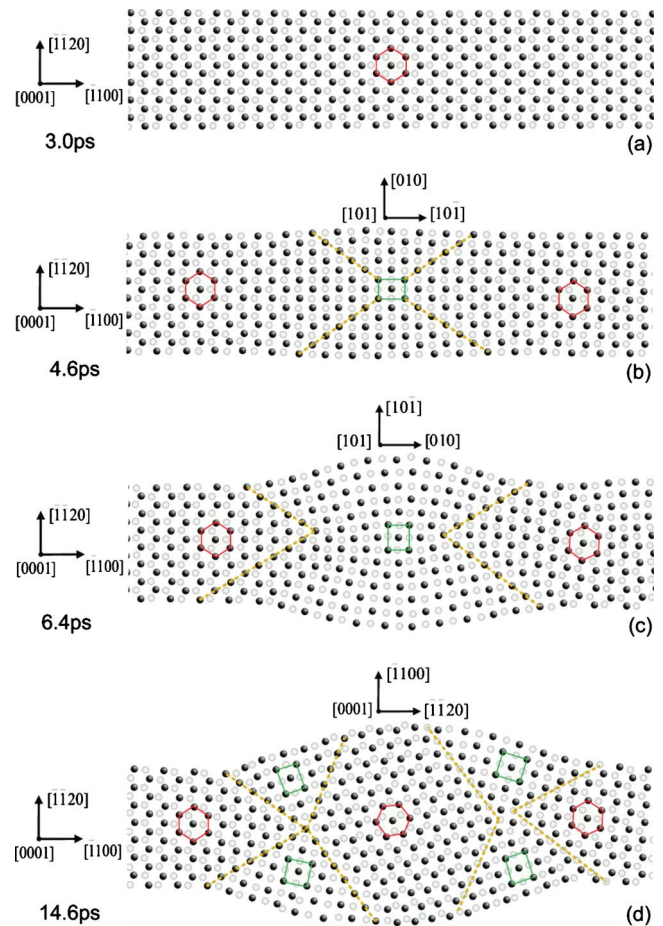 [1̄1̄20]
[0001] [1̄100]
3.0ps
(a)
[010]
[101] [101̄]
[1̄1̄20]
[0001] [1̄100]
4.6ps
(b)
[101̄]
[101] [010]
[1̄1̄20]
[0001] [1̄100]
6.4ps
(c)
[1̄100]
[0001] [1̄1̄20]
[1̄1̄20]
[0001] [1̄100]
14.6ps
(d)